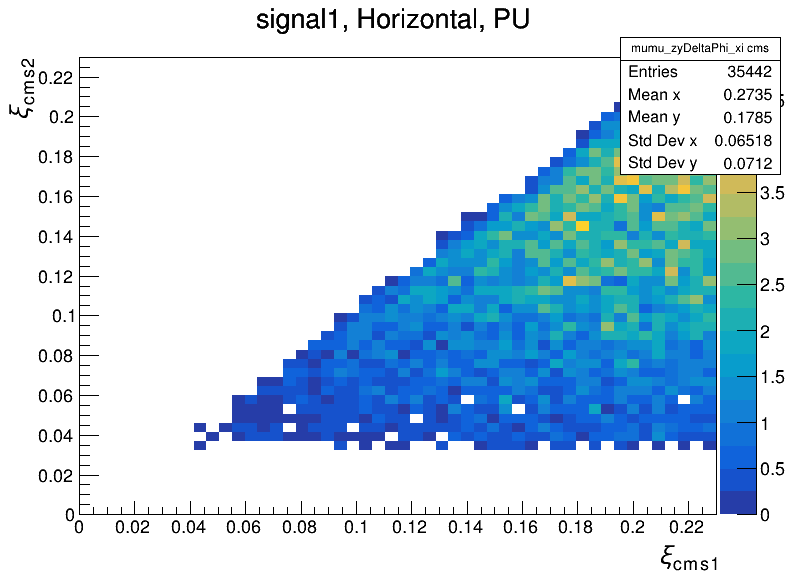 signal1, Horizontal, PU
mumu_zyDeltaPhi_xi cms
Entries 35442
Mean x 0.2735
Mean y 0.1785
Std Dev x 0.06518
Std Dev y 0.0712
ξcms2
0.22
0.2
0.18
0.16
0.14
0.12
0.1
0.08
0.06
0.04
0.02
0
5
3.5
3
2.5
2
1.5
1
0.5
0
0 0.02 0.04 0.06 0.08 0.1 0.12 0.14 0.16 0.18 0.2 0.22
ξcms1